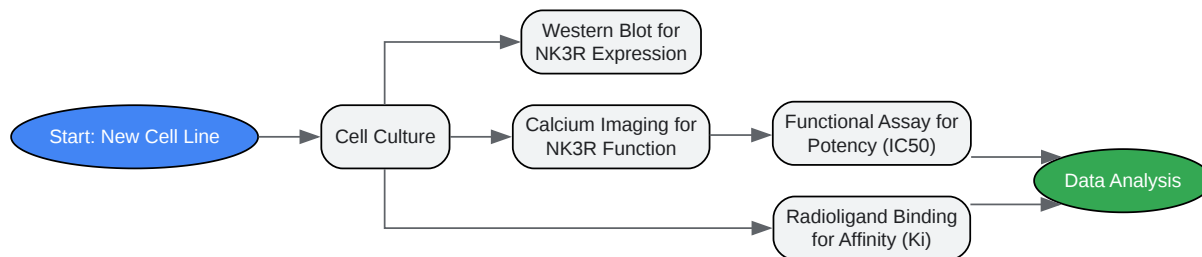 Western Blot for
NK3R Expression
Start: New Cell Line
Cell Culture
Calcium Imaging for
NK3R Function
Functional Assay for
Potency (IC50)
Data Analysis
Radioligand Binding
for Affinity (Ki)